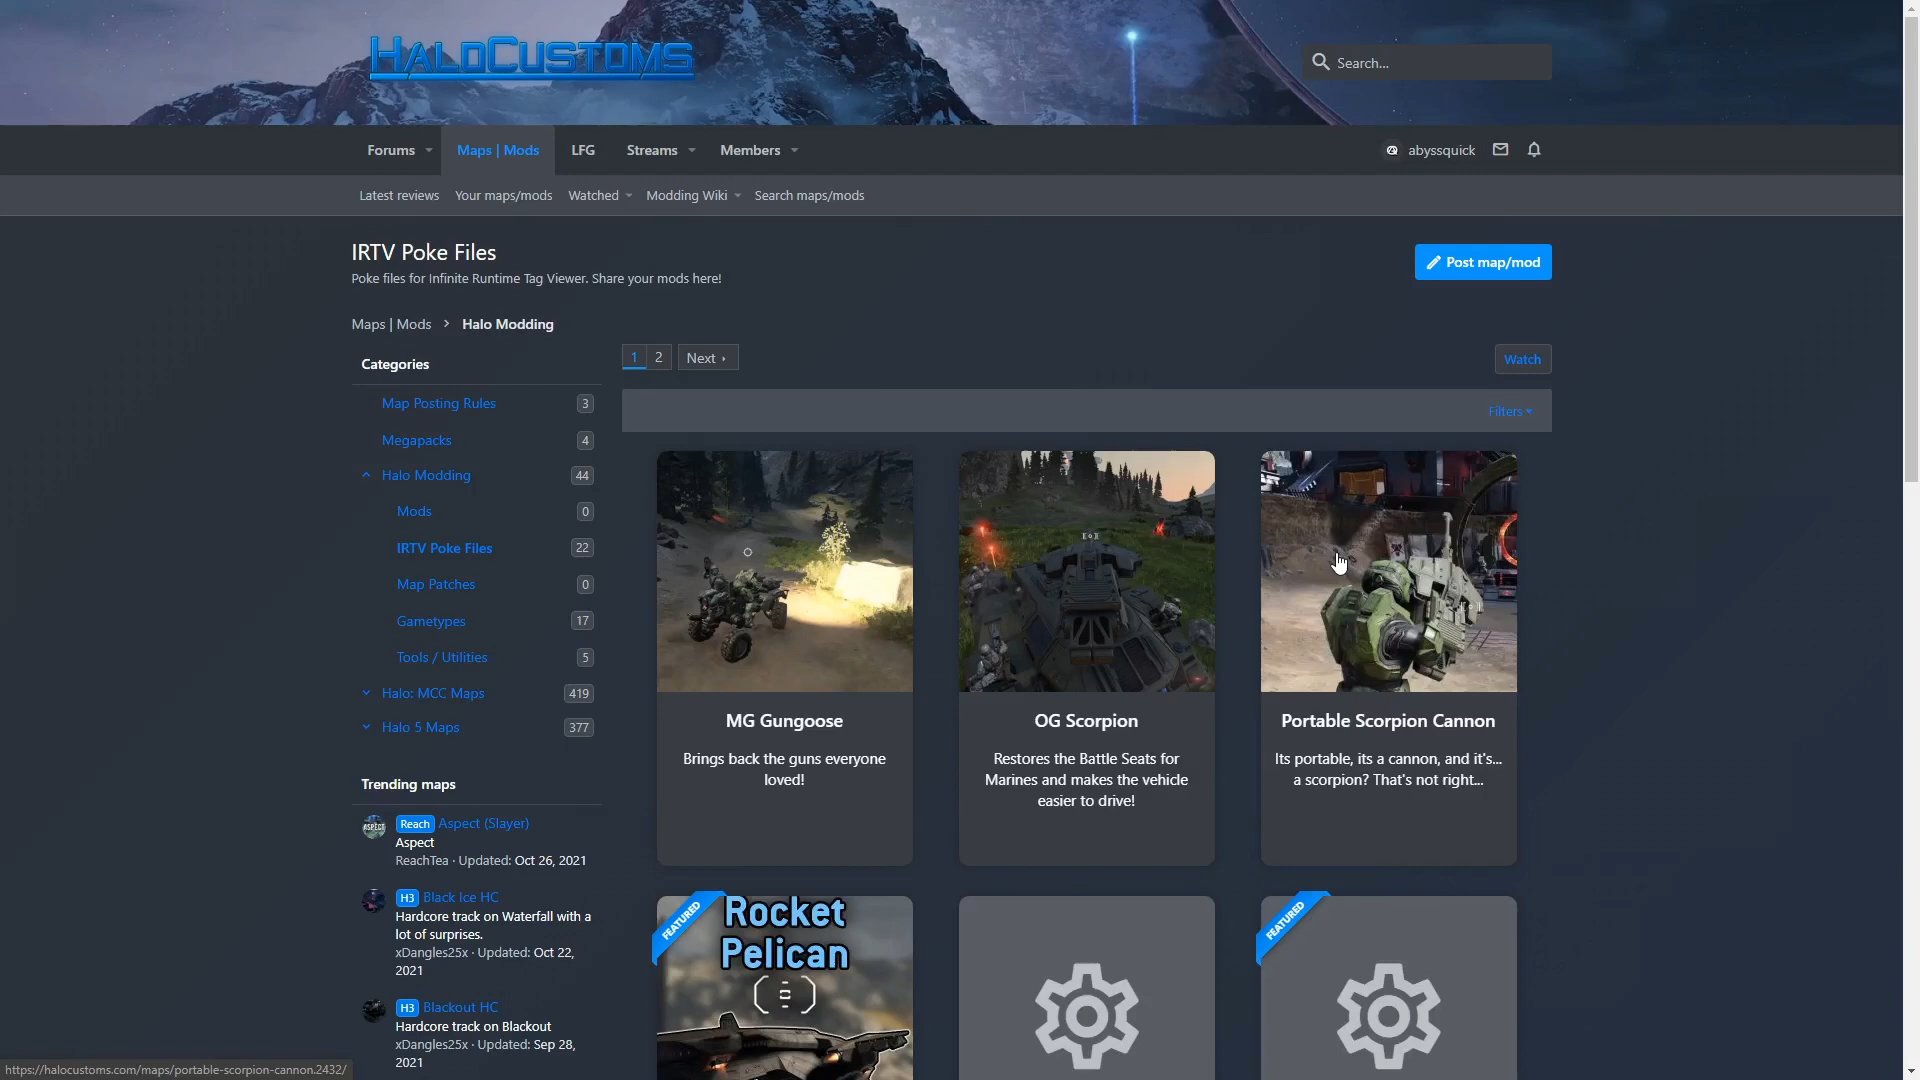 HALOCUSTOMS
Search...
Forums
Maps | Mods
LFG
Streams
Members
abyssquick
Latest reviews
Your maps/mods
Watched
Modding Wiki
Search maps/mods
IRTV Poke Files
Poke files for Infinite Runtime Tag Viewer. Share your mods here!
Post map/mod
Maps | Mods > Halo Modding
Categories
Map Posting Rules 3
Megapacks 4
Halo Modding 44
Mods 0
IRTV Poke Files 22
Map Patches 0
Gametypes 17
Tools / Utilities 5
Halo: MCC Maps 419
Halo 5 Maps 377
Trending maps
ASPECT
Reach Aspect (Slayer)
Aspect
ReachTea · Updated: Oct 26, 2021
H3 Black Ice HC
Hardcore track on Waterfall with a
lot of surprises.
xDangles25x · Updated: Oct 22,
2021
H3 Blackout HC
Hardcore track on Blackout
xDangles25x · Updated: Sep 28,
2021
1 2 Next
Watch
Filters
MG Gungoose
Brings back the guns everyone
loved!
OG Scorpion
Restores the Battle Seats for
Marines and makes the vehicle
easier to drive!
Portable Scorpion Cannon
Its portable, its a cannon, and it's...
a scorpion? That's not right...
FEATURED
Rocket
Pelican
FEATURED
https://halocustoms.com/maps/portable-scorpion-cannon.2432/